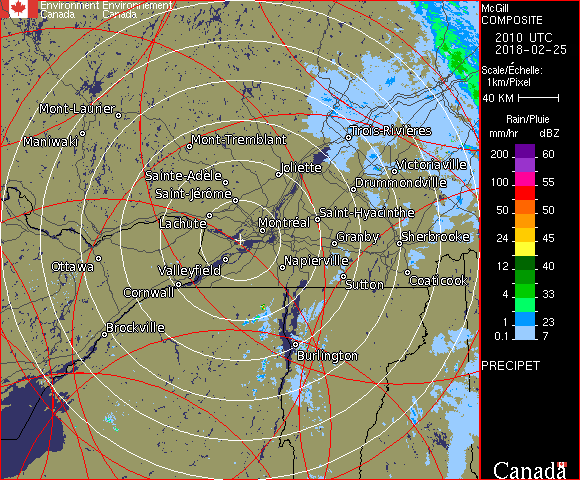 Environment Environnement
Canada Canada
McGill
COMPOSITE
2010 UTC
2018-02-25
Scale/Échelle:
1km/Pixel
40 KM
Rain/Pluie
mm/hr dBZ
200 60
100 55
50 50
24 45
12 40
4 33
1 23
0.1 7
PRECIPET
Canada
Mont-Laurier
Maniwaki
Mont-Tremblant
Trois-Rivières
Sainte-Adèle
Joliette
Victoriaville
Saint-Jérôme
Drummondville
Lachute
Montréal
Saint-Hyacinthe
Granby
Sherbrooke
Ottawa
Valleyfield
Napierville
Cornwall
Sutton
Coaticook
Brockville
Burlington